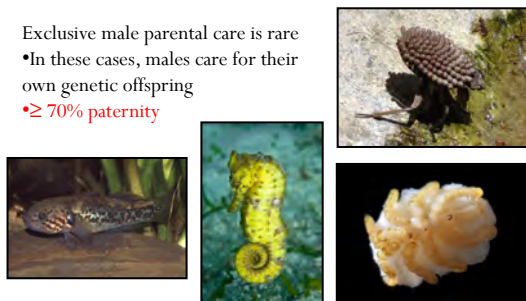 Exclusive male parental care is rare
•In these cases, males care for their
own genetic offspring
•≥ 70% paternity